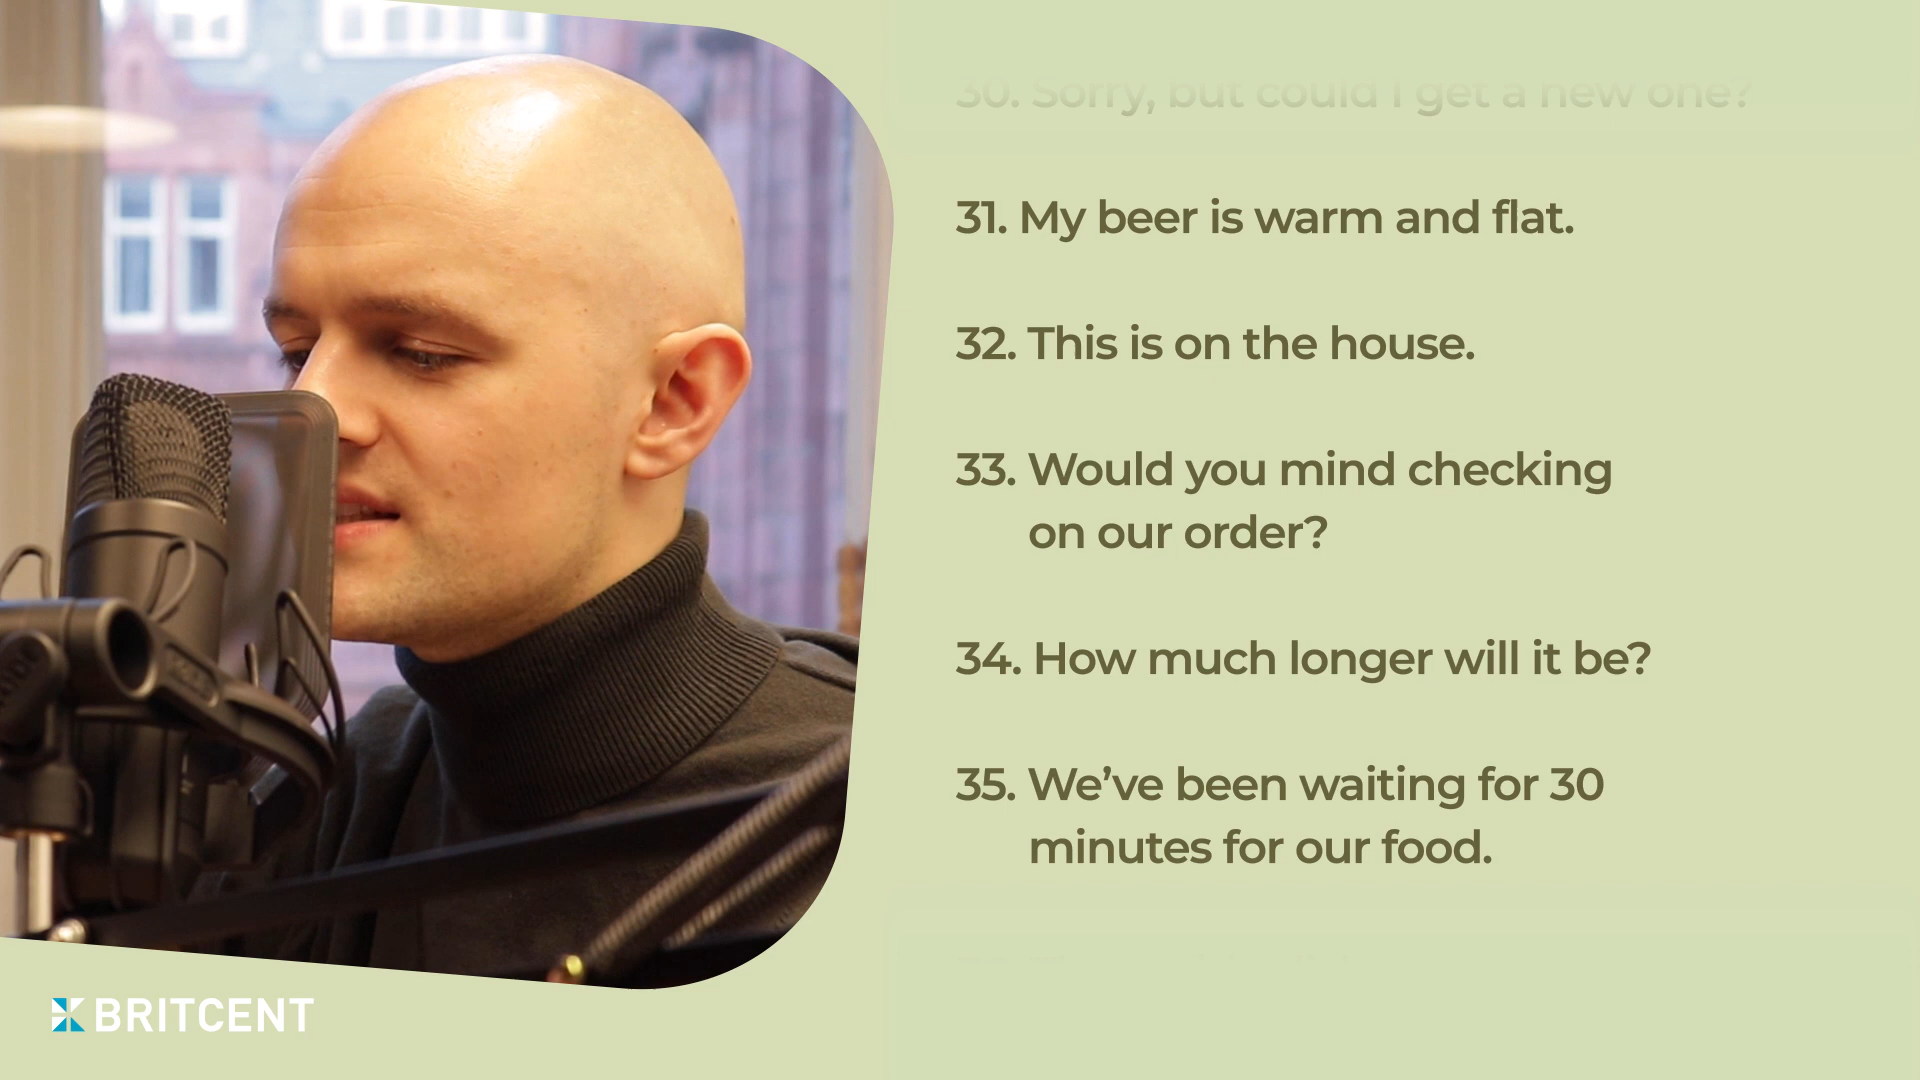 30. Sorry, but could I get a new one?
31. My beer is warm and flat.
32. This is on the house.
33. Would you mind checking
on our order?
34. How much longer will it be?
35. We’ve been waiting for 30
minutes for our food.
BRITCENT